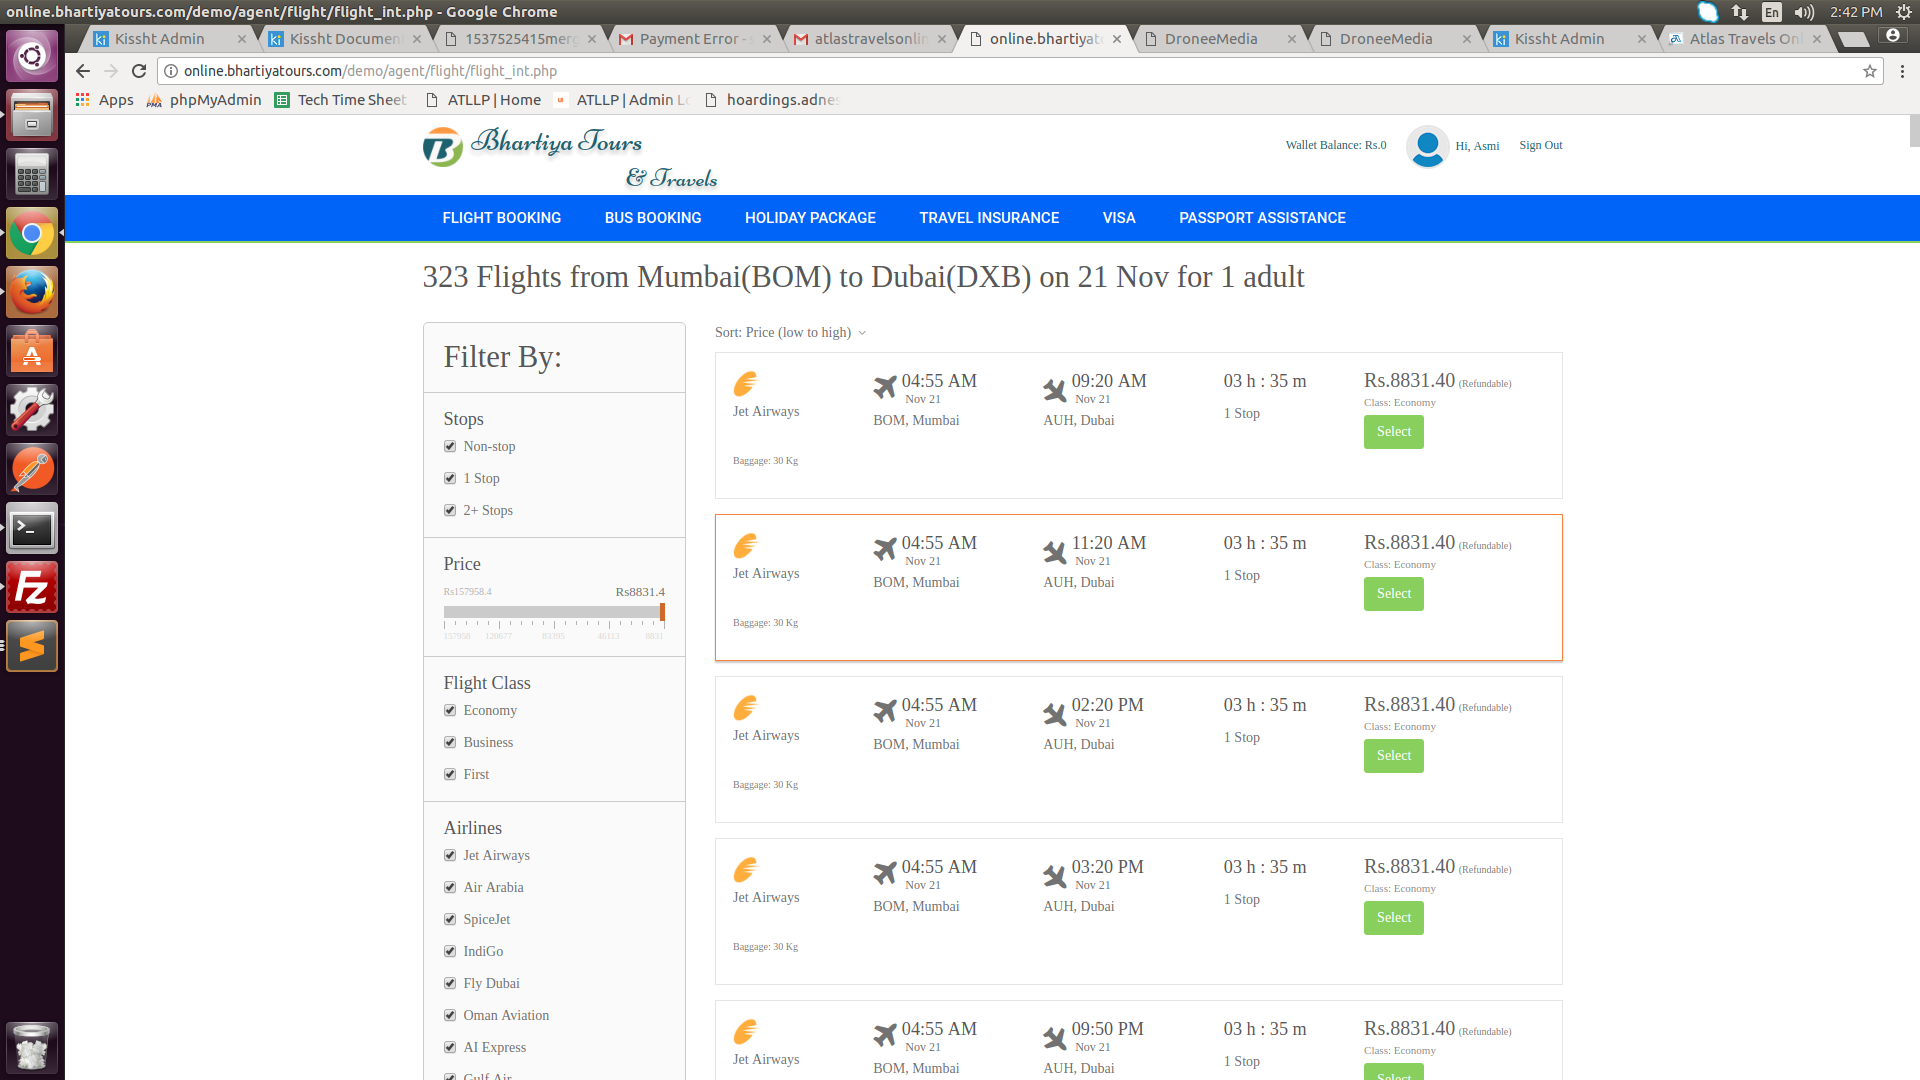 online.bhartiyatours.com/demo/agent/flight/flight_int.php - Google Chrome
En
2:42 PM
Kissht Admin
Kissht Documen
1537525415merg
Payment Error - s
atlastravelsonlin
online.bhartiyato
DroneeMedia
DroneeMedia
Kissht Admin
Atlas Travels Onl
online.bhartiyatours.com/demo/agent/flight/flight_int.php
Apps
phpMyAdmin
Tech Time Sheet
ATLLP | Home
ATLLP | Admin Lo
hoardings.adnes
Bhartiya Tours
& Travels
Wallet Balance: Rs.0
Hi, Asmi
Sign Out
FLIGHT BOOKING
BUS BOOKING
HOLIDAY PACKAGE
TRAVEL INSURANCE
VISA
PASSPORT ASSISTANCE
323 Flights from Mumbai(BOM) to Dubai(DXB) on 21 Nov for 1 adult
Filter By:
Stops
Non-stop
1 Stop
2+ Stops
Price
Rs157958.4
Rs8831.4
157958 120677 83395 46113 8831
Flight Class
Economy
Business
First
Airlines
Jet Airways
Air Arabia
SpiceJet
IndiGo
Fly Dubai
Oman Aviation
AI Express
Gulf Air
Sort: Price (low to high)
Jet Airways
Baggage: 30 Kg
04:55 AM
Nov 21
BOM, Mumbai
09:20 AM
Nov 21
AUH, Dubai
03 h : 35 m
1 Stop
Rs.8831.40 (Refundable)
Class: Economy
Select
Jet Airways
Baggage: 30 Kg
04:55 AM
Nov 21
BOM, Mumbai
11:20 AM
Nov 21
AUH, Dubai
03 h : 35 m
1 Stop
Rs.8831.40 (Refundable)
Class: Economy
Select
Jet Airways
Baggage: 30 Kg
04:55 AM
Nov 21
BOM, Mumbai
02:20 PM
Nov 21
AUH, Dubai
03 h : 35 m
1 Stop
Rs.8831.40 (Refundable)
Class: Economy
Select
Jet Airways
Baggage: 30 Kg
04:55 AM
Nov 21
BOM, Mumbai
03:20 PM
Nov 21
AUH, Dubai
03 h : 35 m
1 Stop
Rs.8831.40 (Refundable)
Class: Economy
Select
Jet Airways
04:55 AM
Nov 21
BOM, Mumbai
09:50 PM
Nov 21
AUH, Dubai
03 h : 35 m
1 Stop
Rs.8831.40 (Refundable)
Class: Economy
Select